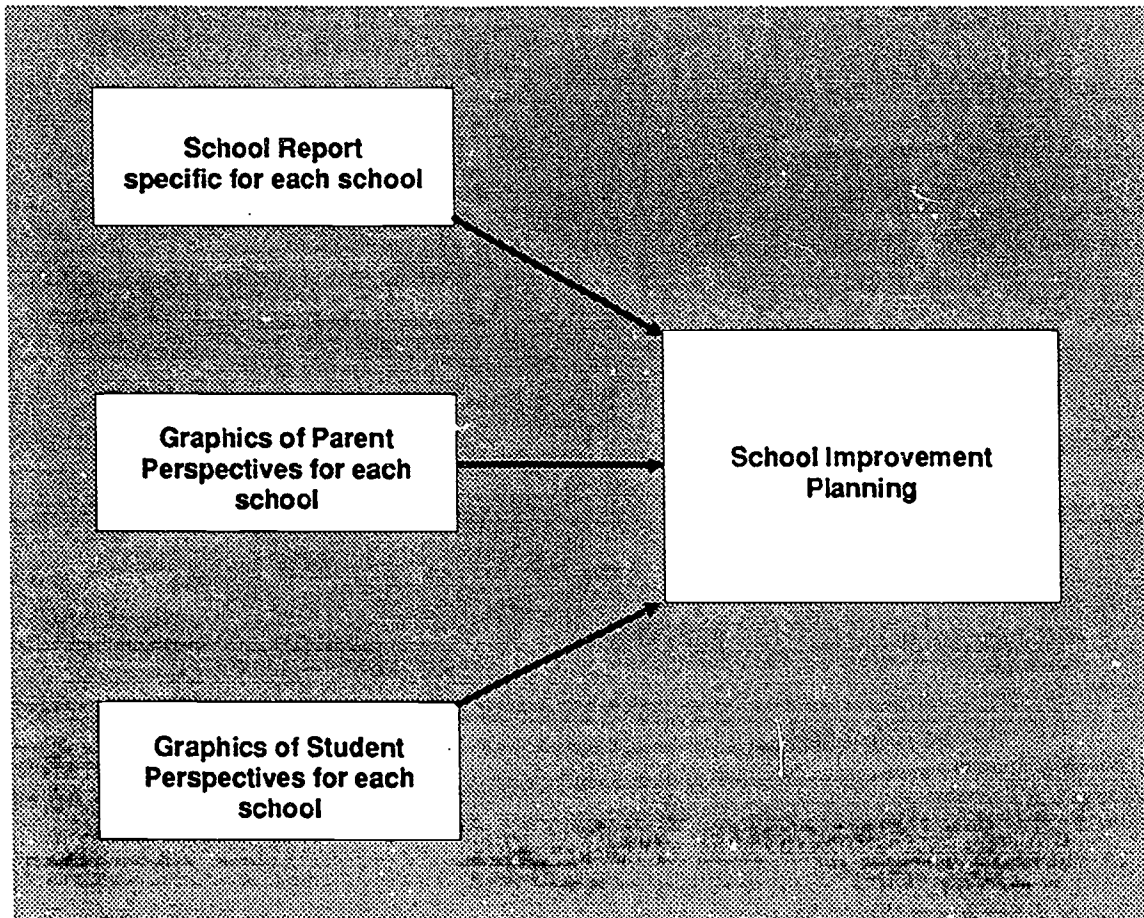 School Report
specific for each school
Graphics of Parent
Perspectives for each
school
School Improvement
Planning
Graphics of Student
Perspectives for each
school